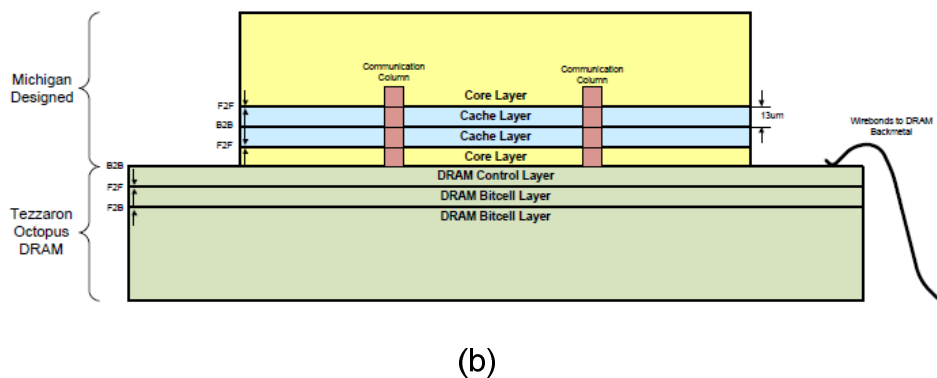 Communication
Column
Communication
Column
Michigan
Designed
Core Layer
F2F
Cache Layer
13um
Wirebonds to DRAM
Backmetal
B2B
Cache Layer
F2F
Core Layer
B2B
DRAM Control Layer
F2F
DRAM Bitcell Layer
F2B
DRAM Bitcell Layer
Tezzaron
Octopus
DRAM
(b)